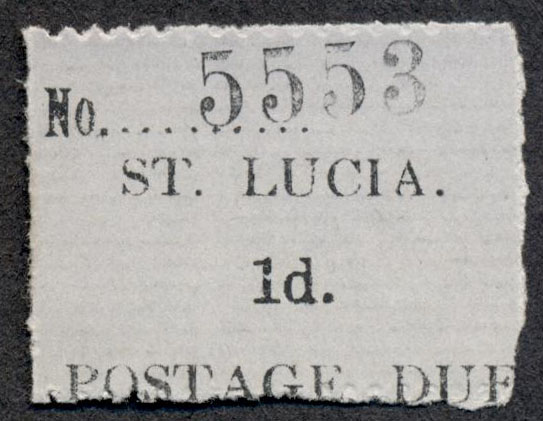 No............ 5553
ST. LUCIA.
1d.
POSTAGE DUE